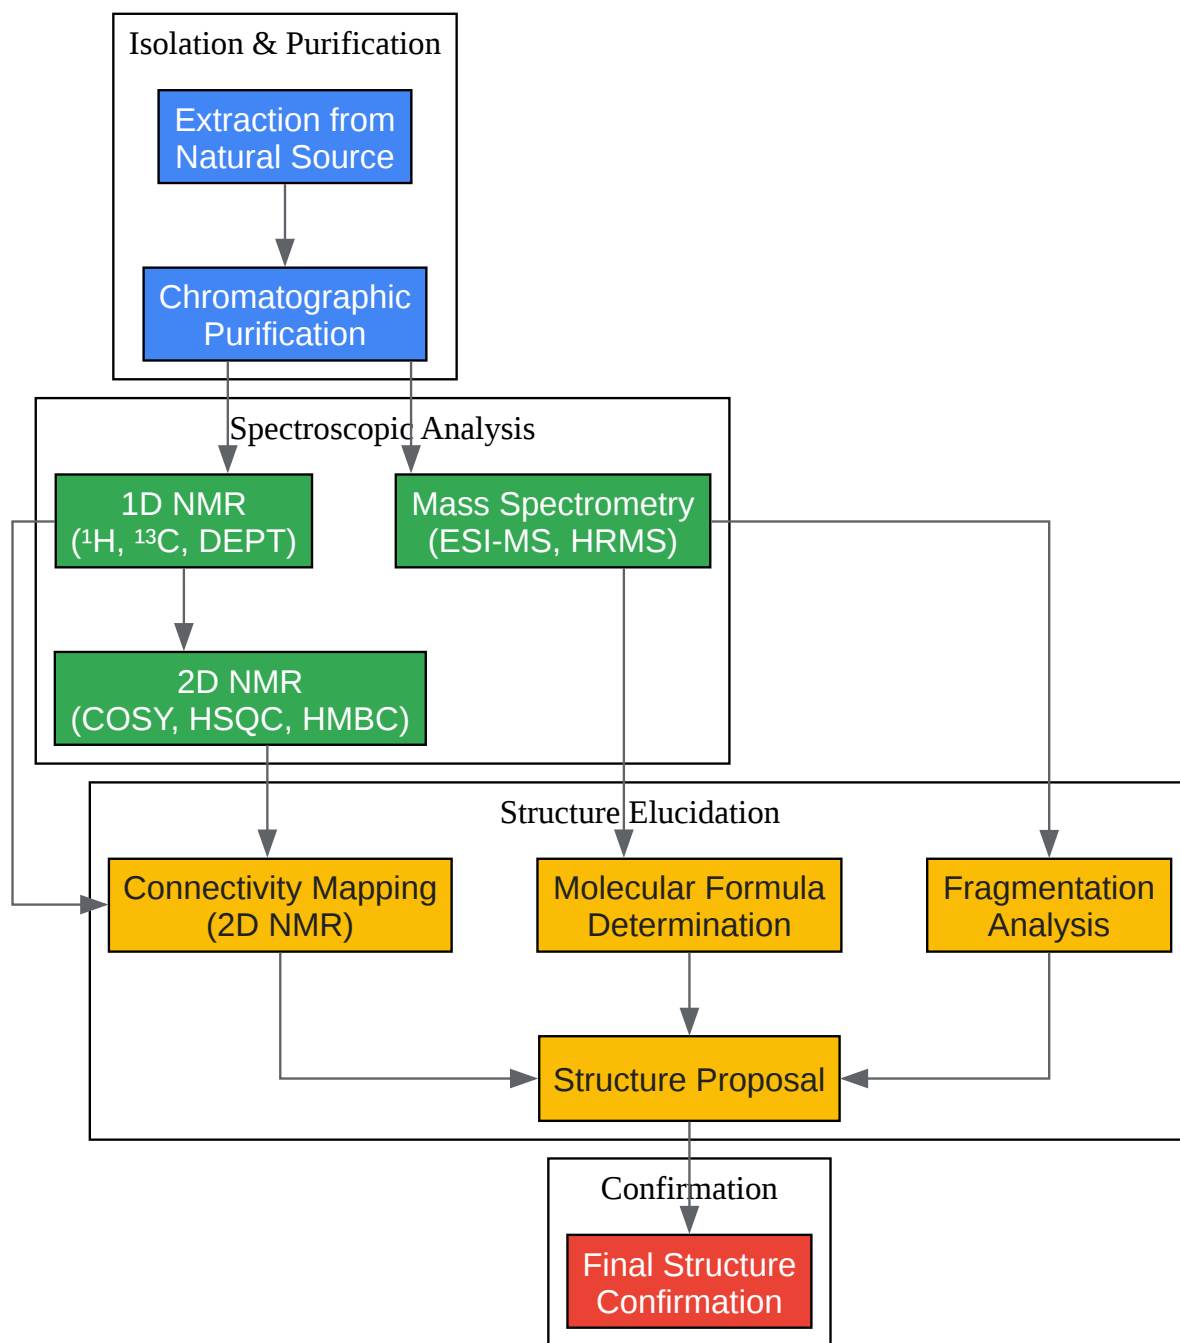 Isolation & Purification
Extraction from
Natural Source
Chromatographic
Purification
Spectroscopic Analysis
1D NMR
(¹H, ¹³C, DEPT)
Mass Spectrometry
(ESI-MS, HRMS)
2D NMR
(COSY, HSQC, HMBC)
Structure Elucidation
Connectivity Mapping
(2D NMR)
Molecular Formula
Determination
Fragmentation
Analysis
Structure Proposal
Confirmation
Final Structure
Confirmation